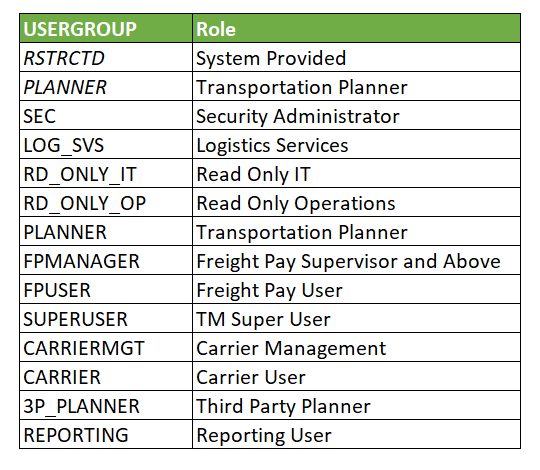 USERGROUP Role
RSTRCTD System Provided
PLANNER Transportation Planner
SEC Security Administrator
LOG_SVS Logistics Services
RD_ONLY_IT Read Only IT
RD_ONLY_OP Read Only Operations
PLANNER Transportation Planner
FPMANAGER Freight Pay Supervisor and Above
FPUSER Freight Pay User
SUPERUSER TM Super User
CARRIERMGT Carrier Management
CARRIER Carrier User
3P_PLANNER Third Party Planner
REPORTING Reporting User